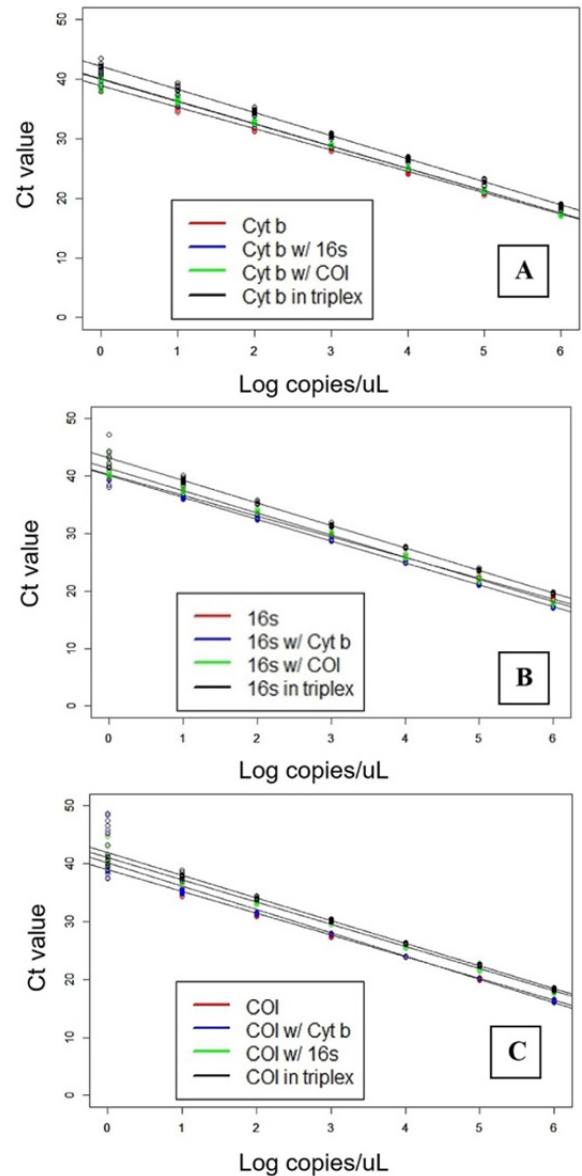 50
40
30
20
10
0
Ct value
Cyt b
Cyt b w/ 16s
Cyt b w/ COI
Cyt b in triplex
A
0 1 2 3 4 5 6
Log copies/uL
50
40
30
20
10
0
Ct value
16s
16s w/ Cyt b
16s w/ COI
16s in triplex
B
0 1 2 3 4 5 6
Log copies/uL
50
40
30
20
10
0
Ct value
COI
COI w/ Cyt b
COI w/ 16s
COI in triplex
C
0 1 2 3 4 5 6
Log copies/uL